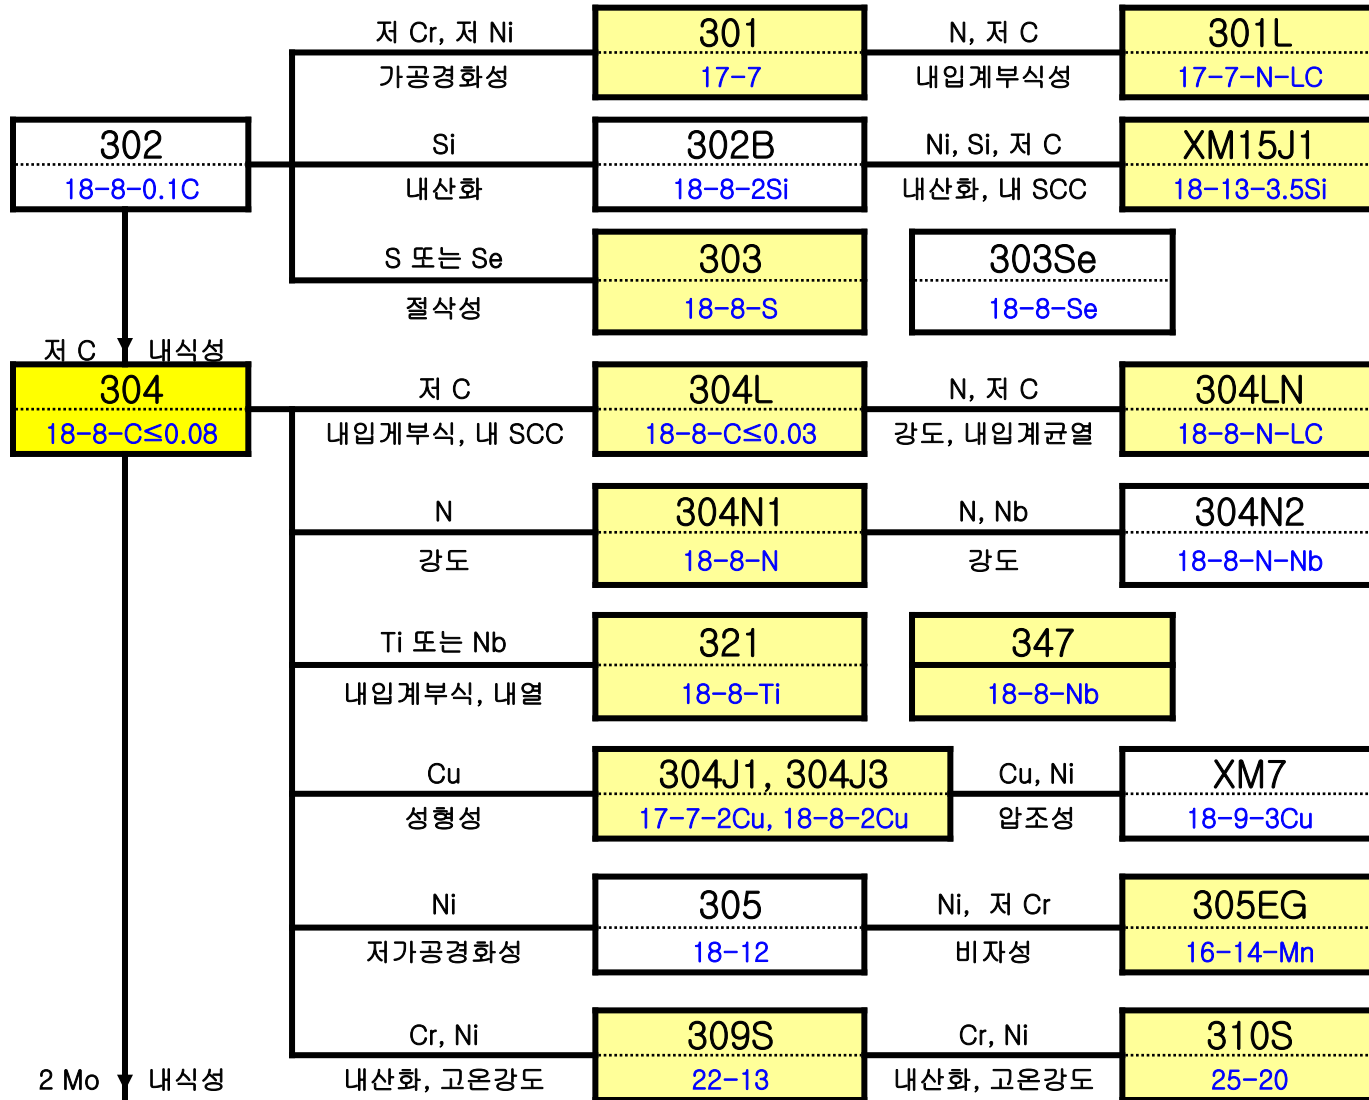 저 Cr, 저 Ni
가공경화성
301
17-7
N, 저 C
내입계부식성
301L
17-7-N-LC
302
18-8-0.1C
Si
내산화
302B
18-8-2Si
Ni, Si, 저 C
내산화, 내 SCC
XM15J1
18-13-3.5Si
S 또는 Se
절삭성
303
18-8-S
303Se
18-8-Se
저 C 내식성
304
18-8-C≤0.08
저 C
내입계부식, 내 SCC
304L
18-8-C≤0.03
N, 저 C
강도, 내입계균열
304LN
18-8-N-LC
N
강도
304N1
18-8-N
N, Nb
강도
304N2
18-8-N-Nb
Ti 또는 Nb
내입계부식, 내열
321
18-8-Ti
347
18-8-Nb
Cu
성형성
304J1, 304J3
17-7-2Cu, 18-8-2Cu
Cu, Ni
압조성
XM7
18-9-3Cu
Ni
저가공경화성
305
18-12
Ni, 저 Cr
비자성
305EG
16-14-Mn
Cr, Ni
내산화, 고온강도
309S
22-13
Cr, Ni
내산화, 고온강도
310S
25-20
2 Mo 내식성